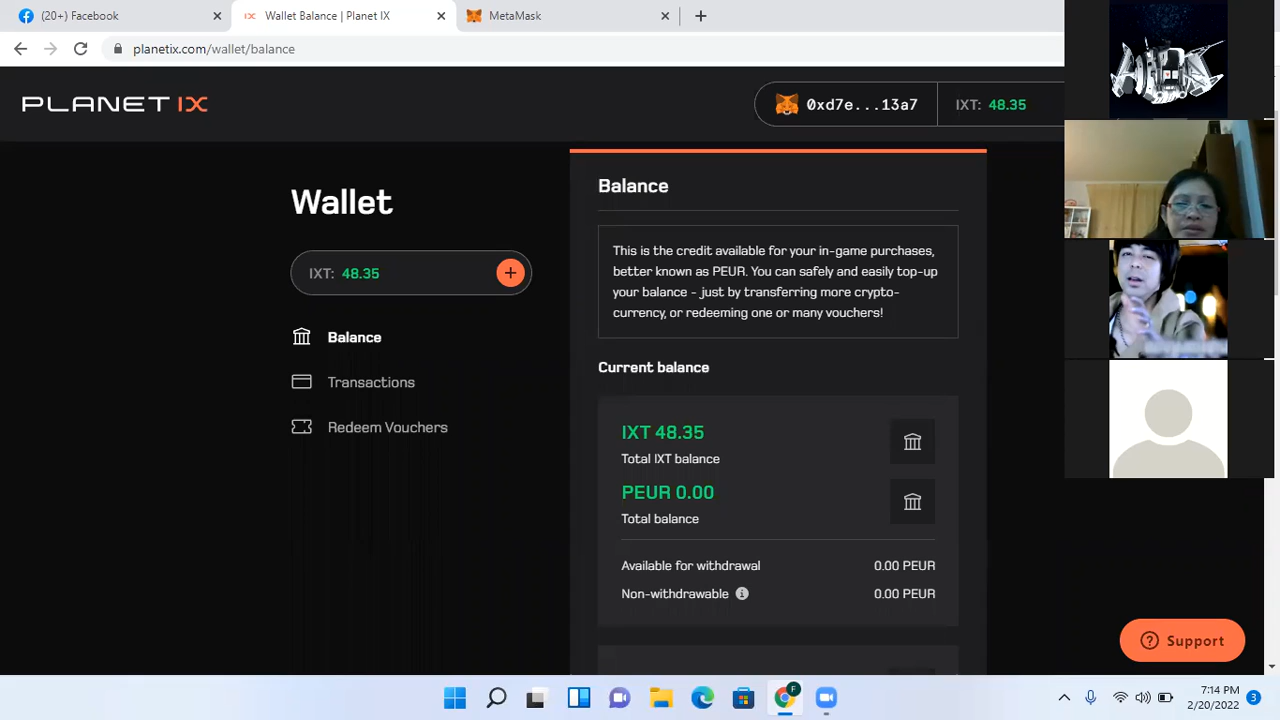 (20+) Facebook
Wallet Balance | Planet IX
MetaMask
planetix.com/wallet/balance
PLANET IX
0xd7e...13a7
IXT: 48.35
Wallet
IXT: 48.35
Balance
Transactions
Redeem Vouchers
Balance
This is the credit available for your in-game purchases,
better known as PEUR. You can safely and easily top-up
your balance - just by transferring more crypto-
currency, or redeeming one or many vouchers!
Current balance
IXT 48.35
Total IXT balance
PEUR 0.00
Total balance
Available for withdrawal 0.00 PEUR
Non-withdrawable 0.00 PEUR
Support
F
7:14 PM
2/20/2022
3